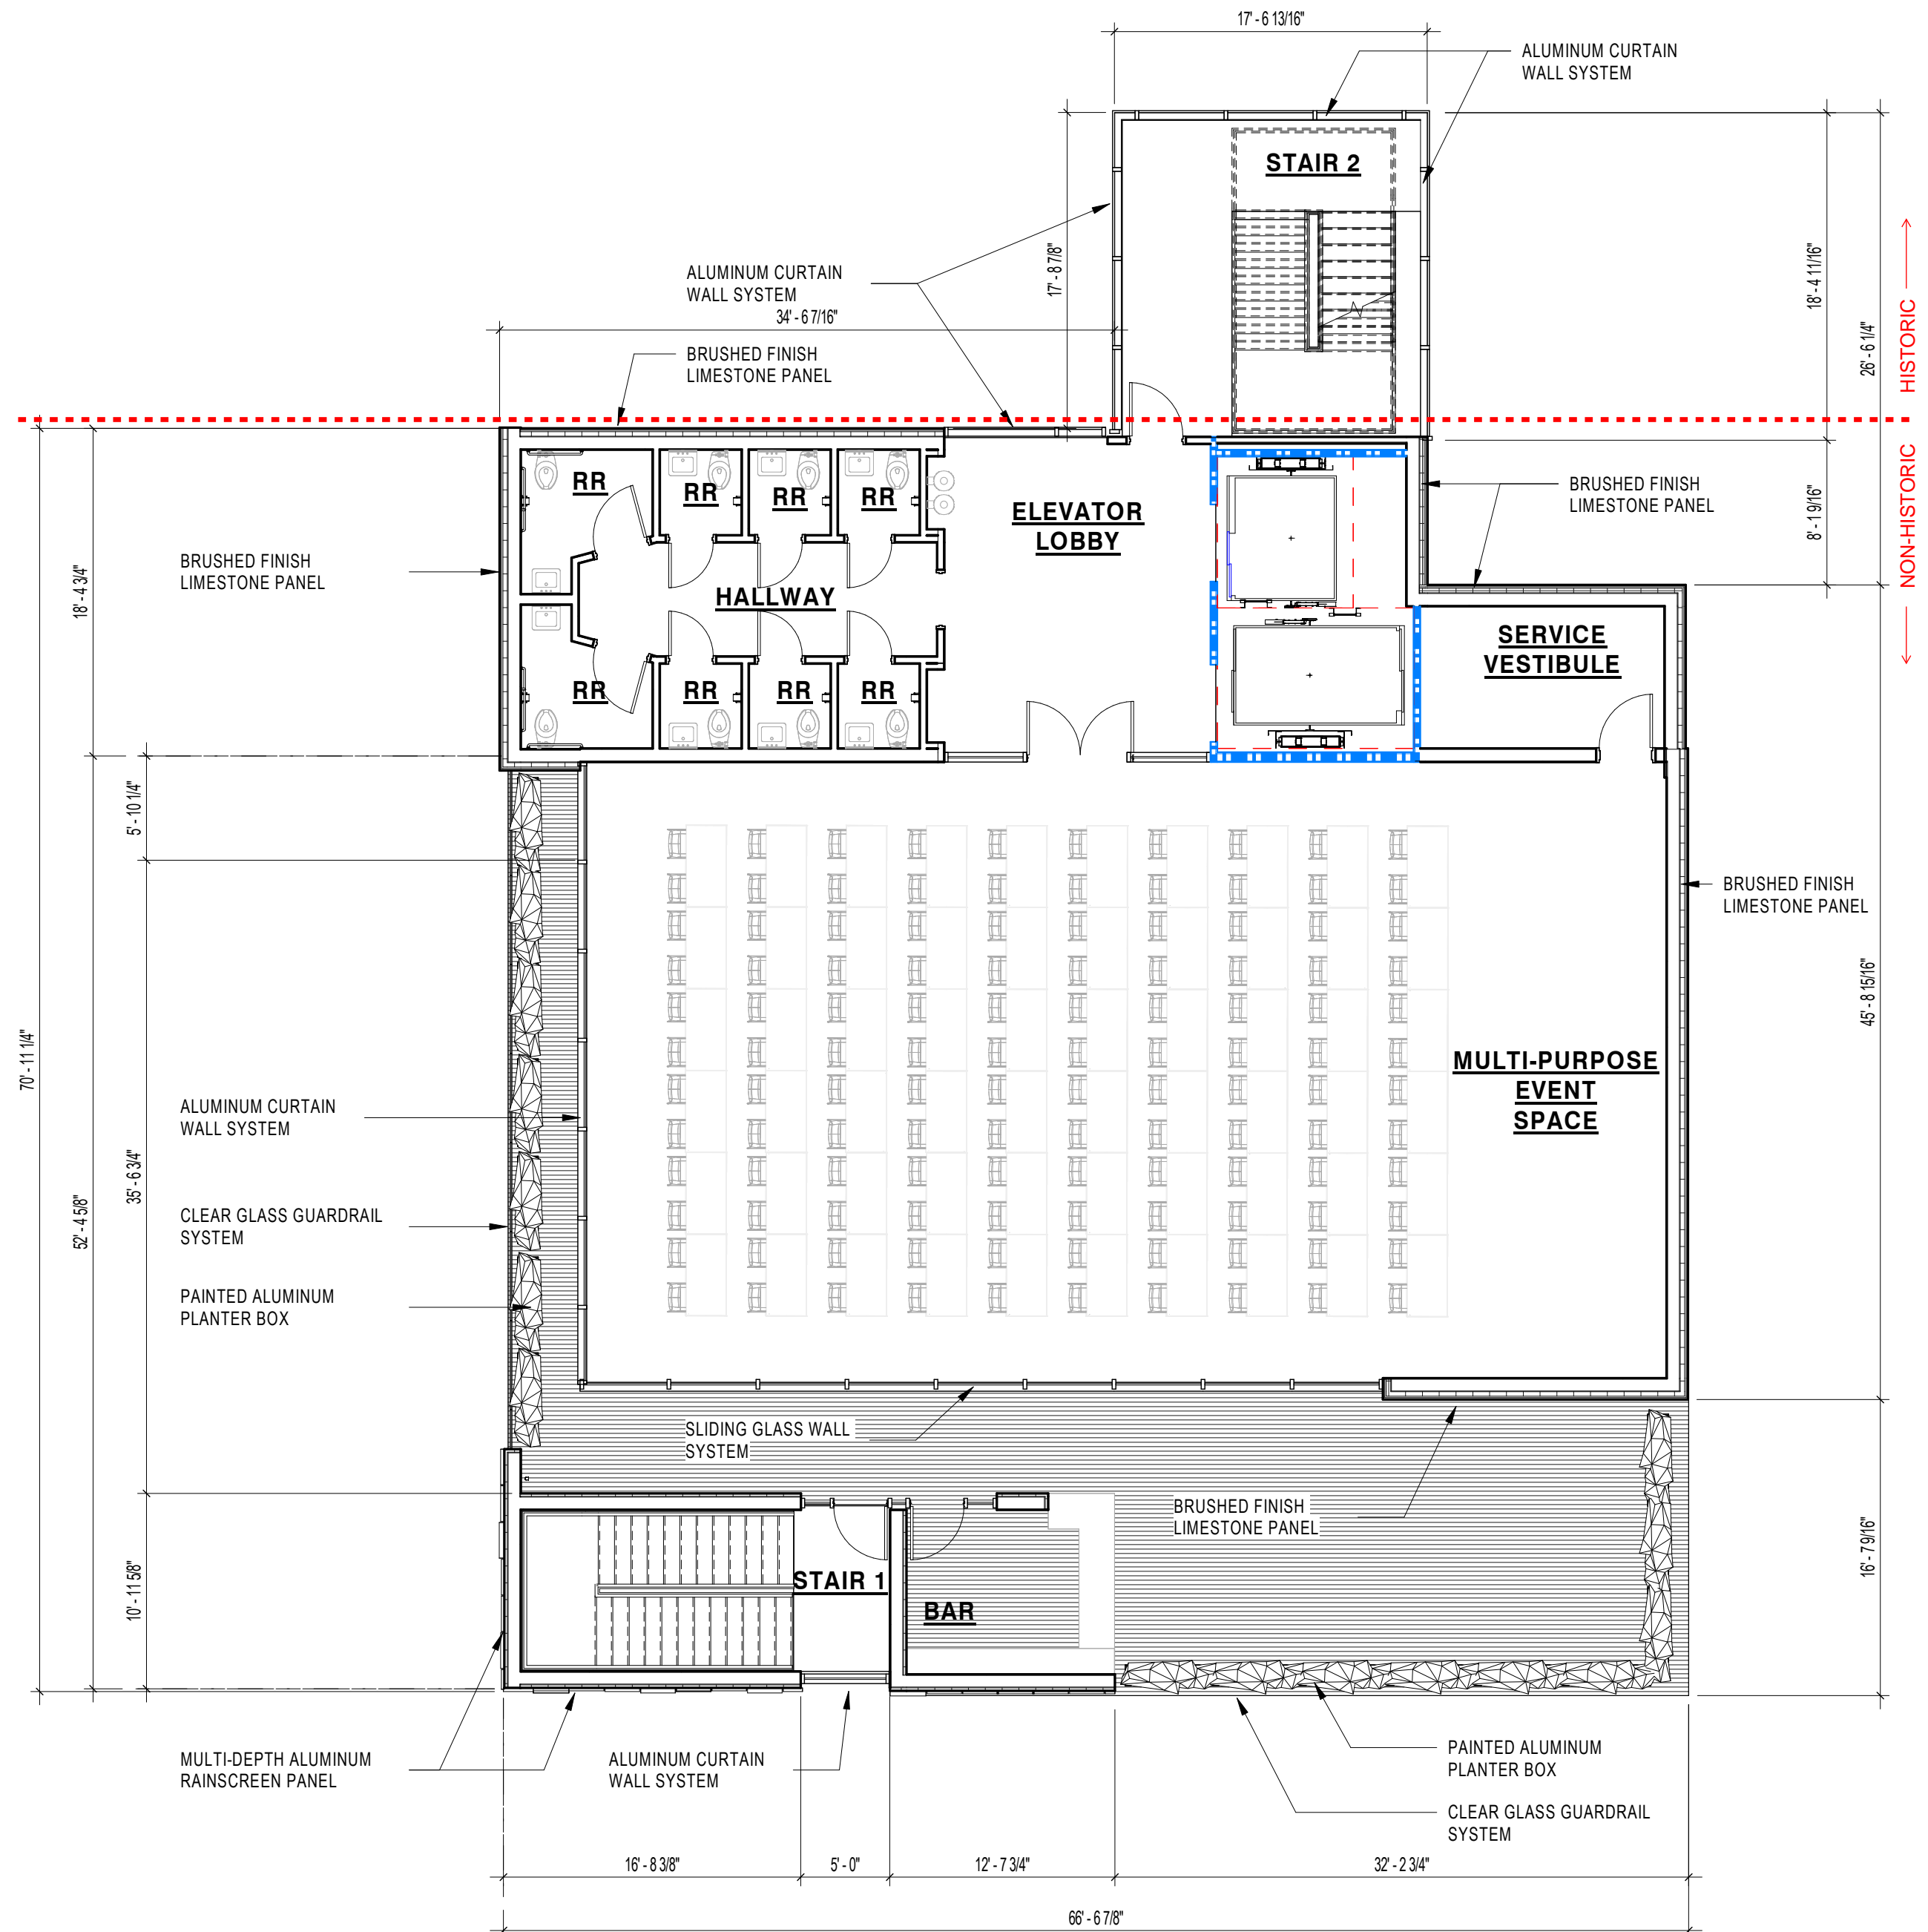 17' - 6 13/16"
ALUMINUM CURTAIN
WALL SYSTEM
STAIR 2
17' - 8 7/8"
18' - 4 11/16"
26' - 6 1/4"
HISTORIC
ALUMINUM CURTAIN
WALL SYSTEM
34' - 6 7/16"
BRUSHED FINISH
LIMESTONE PANEL
NON-HISTORIC
8' - 1 9/16"
BRUSHED FINISH
LIMESTONE PANEL
RR
RR
RR
RR
ELEVATOR
LOBBY
BRUSHED FINISH
LIMESTONE PANEL
18' - 4 3/4"
HALLWAY
SERVICE
VESTIBULE
RR
RR
RR
RR
5' - 10 1/4"
BRUSHED FINISH
LIMESTONE PANEL
45' - 8 15/16"
70' - 11 1/4"
MULTI-PURPOSE
EVENT
SPACE
ALUMINUM CURTAIN
WALL SYSTEM
35' - 6 3/4"
52' - 4 5/8"
CLEAR GLASS GUARDRAIL
SYSTEM
PAINTED ALUMINUM
PLANTER BOX
SLIDING GLASS WALL
SYSTEM
BRUSHED FINISH
LIMESTONE PANEL
16' - 7 9/16"
10' - 11 5/8"
STAIR 1
BAR
MULTI-DEPTH ALUMINUM
RAINSCREEN PANEL
ALUMINUM CURTAIN
WALL SYSTEM
PAINTED ALUMINUM
PLANTER BOX
CLEAR GLASS GUARDRAIL
SYSTEM
16' - 8 3/8"
5' - 0"
12' - 7 3/4"
32' - 2 3/4"
66' - 6 7/8"